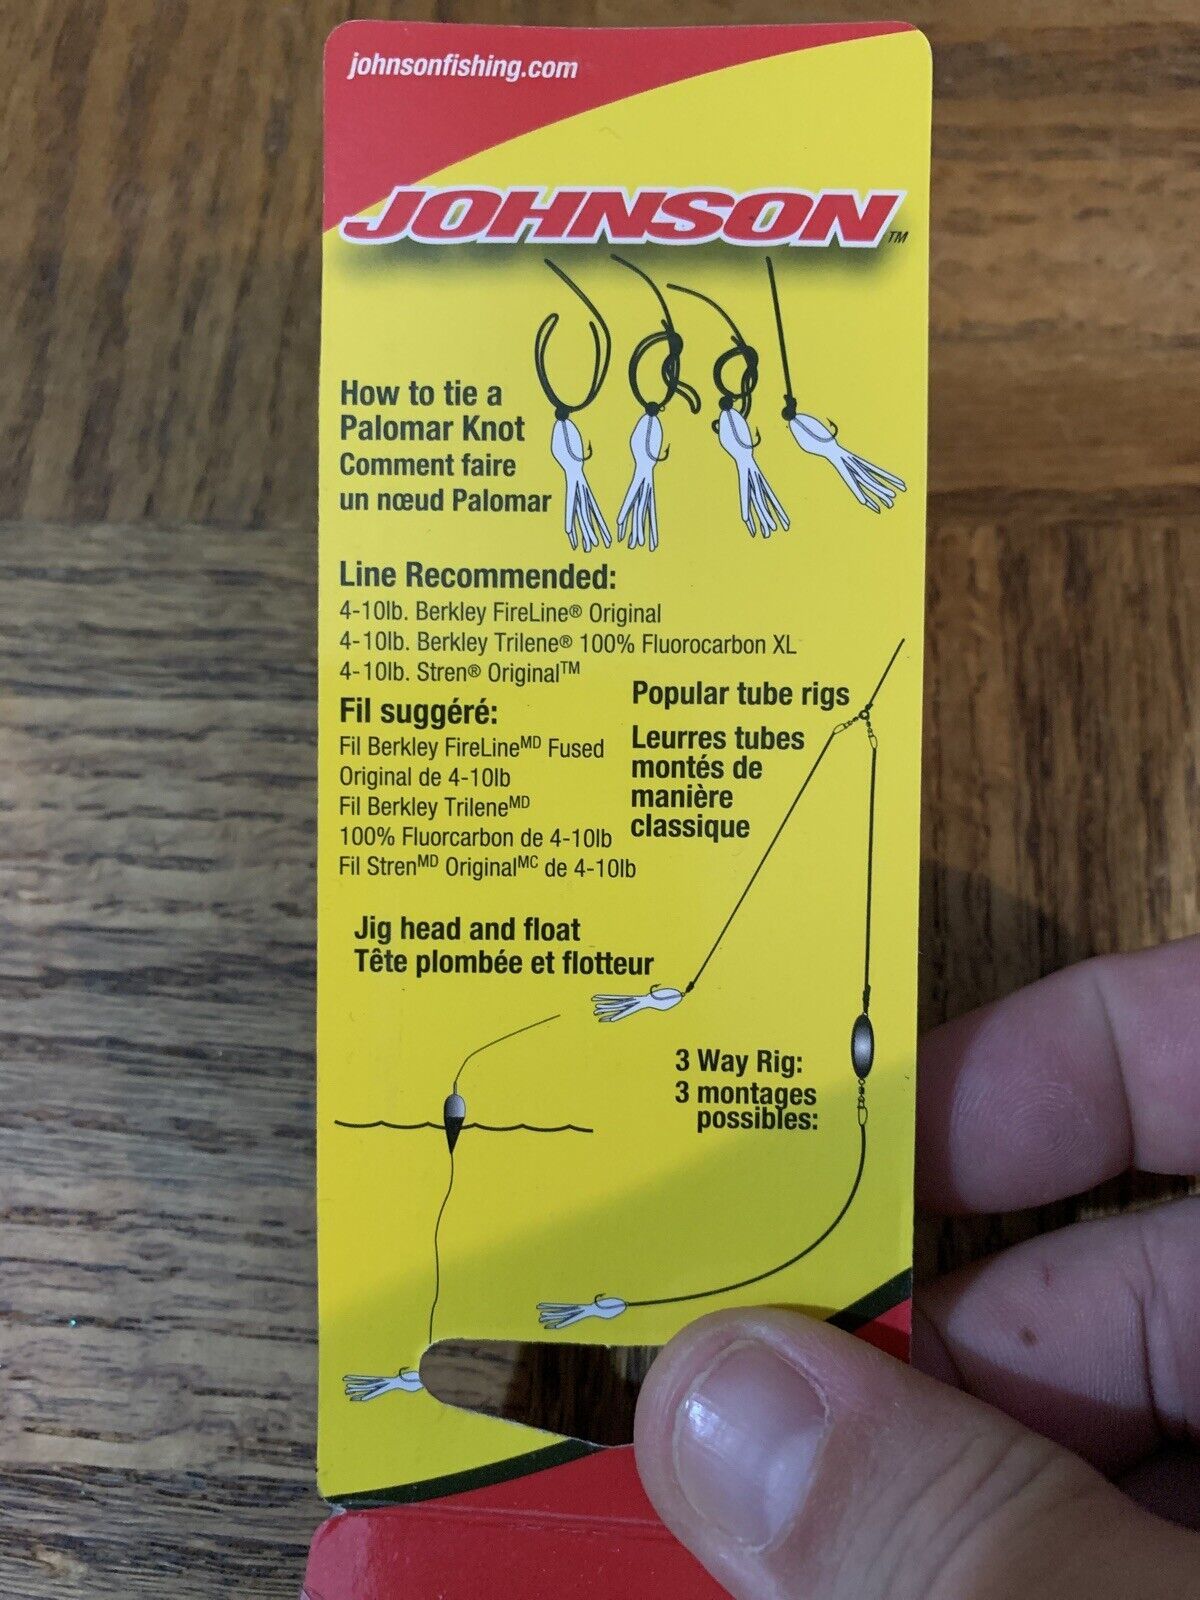 johnsonfishing.com
JOHNSON™
How to tie a
Palomar Knot
Comment faire
un nœud Palomar
Line Recommended:
4-10lb. Berkley FireLine® Original
4-10lb. Berkley Trilene® 100% Fluorocarbon XL
4-10lb. Stren® Original™
Fil suggéré:
Fil Berkley FireLineMD Fused
Original de 4-10lb
Fil Berkley TrileneMD
100% Fluorcarbon de 4-10lb
Fil StrenMD OriginalMC de 4-10lb
Popular tube rigs
Leurres tubes
montés de
manière
classique
Jig head and float
Tête plombée et flotteur
3 Way Rig:
3 montages
possibles: